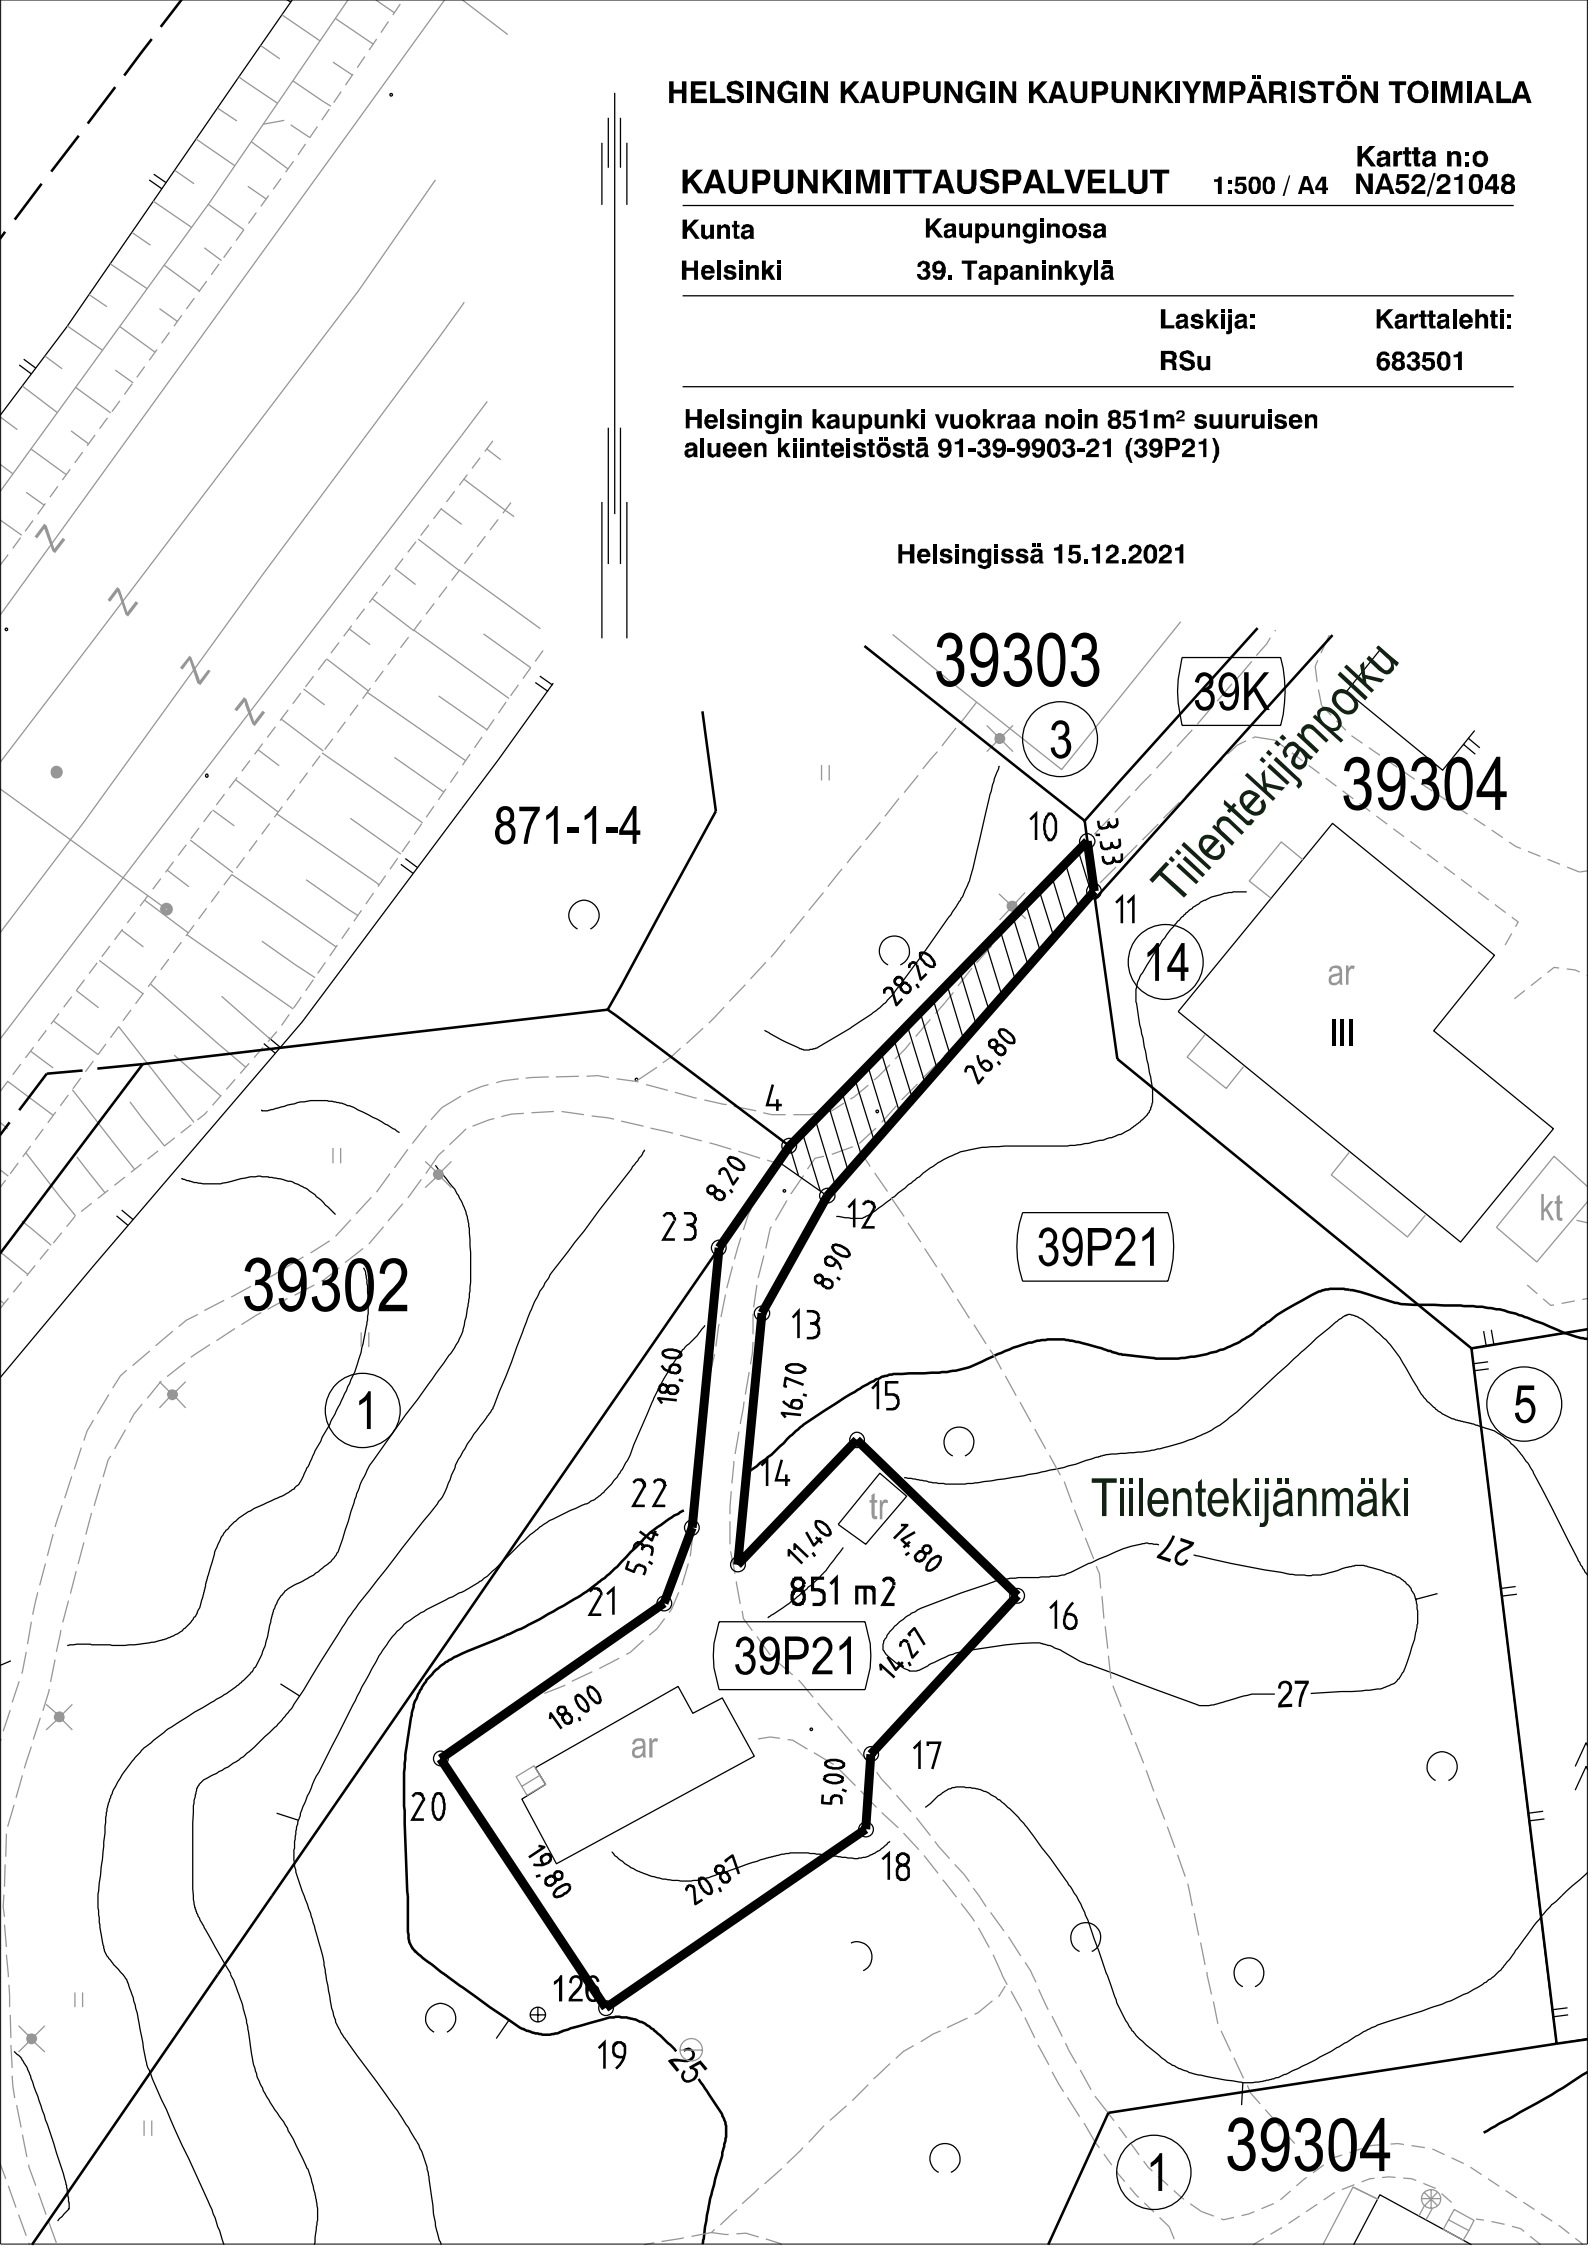 HELSINGIN KAUPUNGIN KAUPUNKIYMPÄRISTÖN TOIMIALA
KAUPUNKIMITTAUSPALVELUT 1:500 / A4 Kartta n:o
NA52/21048
Kunta Kaupunginosa
Helsinki 39. Tapaninkylä
Laskija: Karttalehti:
RSu 683501
Helsingin kaupunki vuokraa noin 851m² suuruisen
alueen kiinteistöstä 91-39-9903-21 (39P21)
Helsingissä 15.12.2021
39303
39K
3
Tiilentekijänpolku
39304
871-1-4
10
3,33
11
14
28,20
ar
III
26,80
4
8,20
12
kt
23
39P21
8,90
39302
13
18,60
16,70
15
1
5
14
22
Tiilentekijänmäki
tr
11,40
14,80
27
5,34
851 m2
21
16
39P21
14,27
27
18,00
ar
17
5,00
20
19,80
20,87
18
126
19
25
39304
1